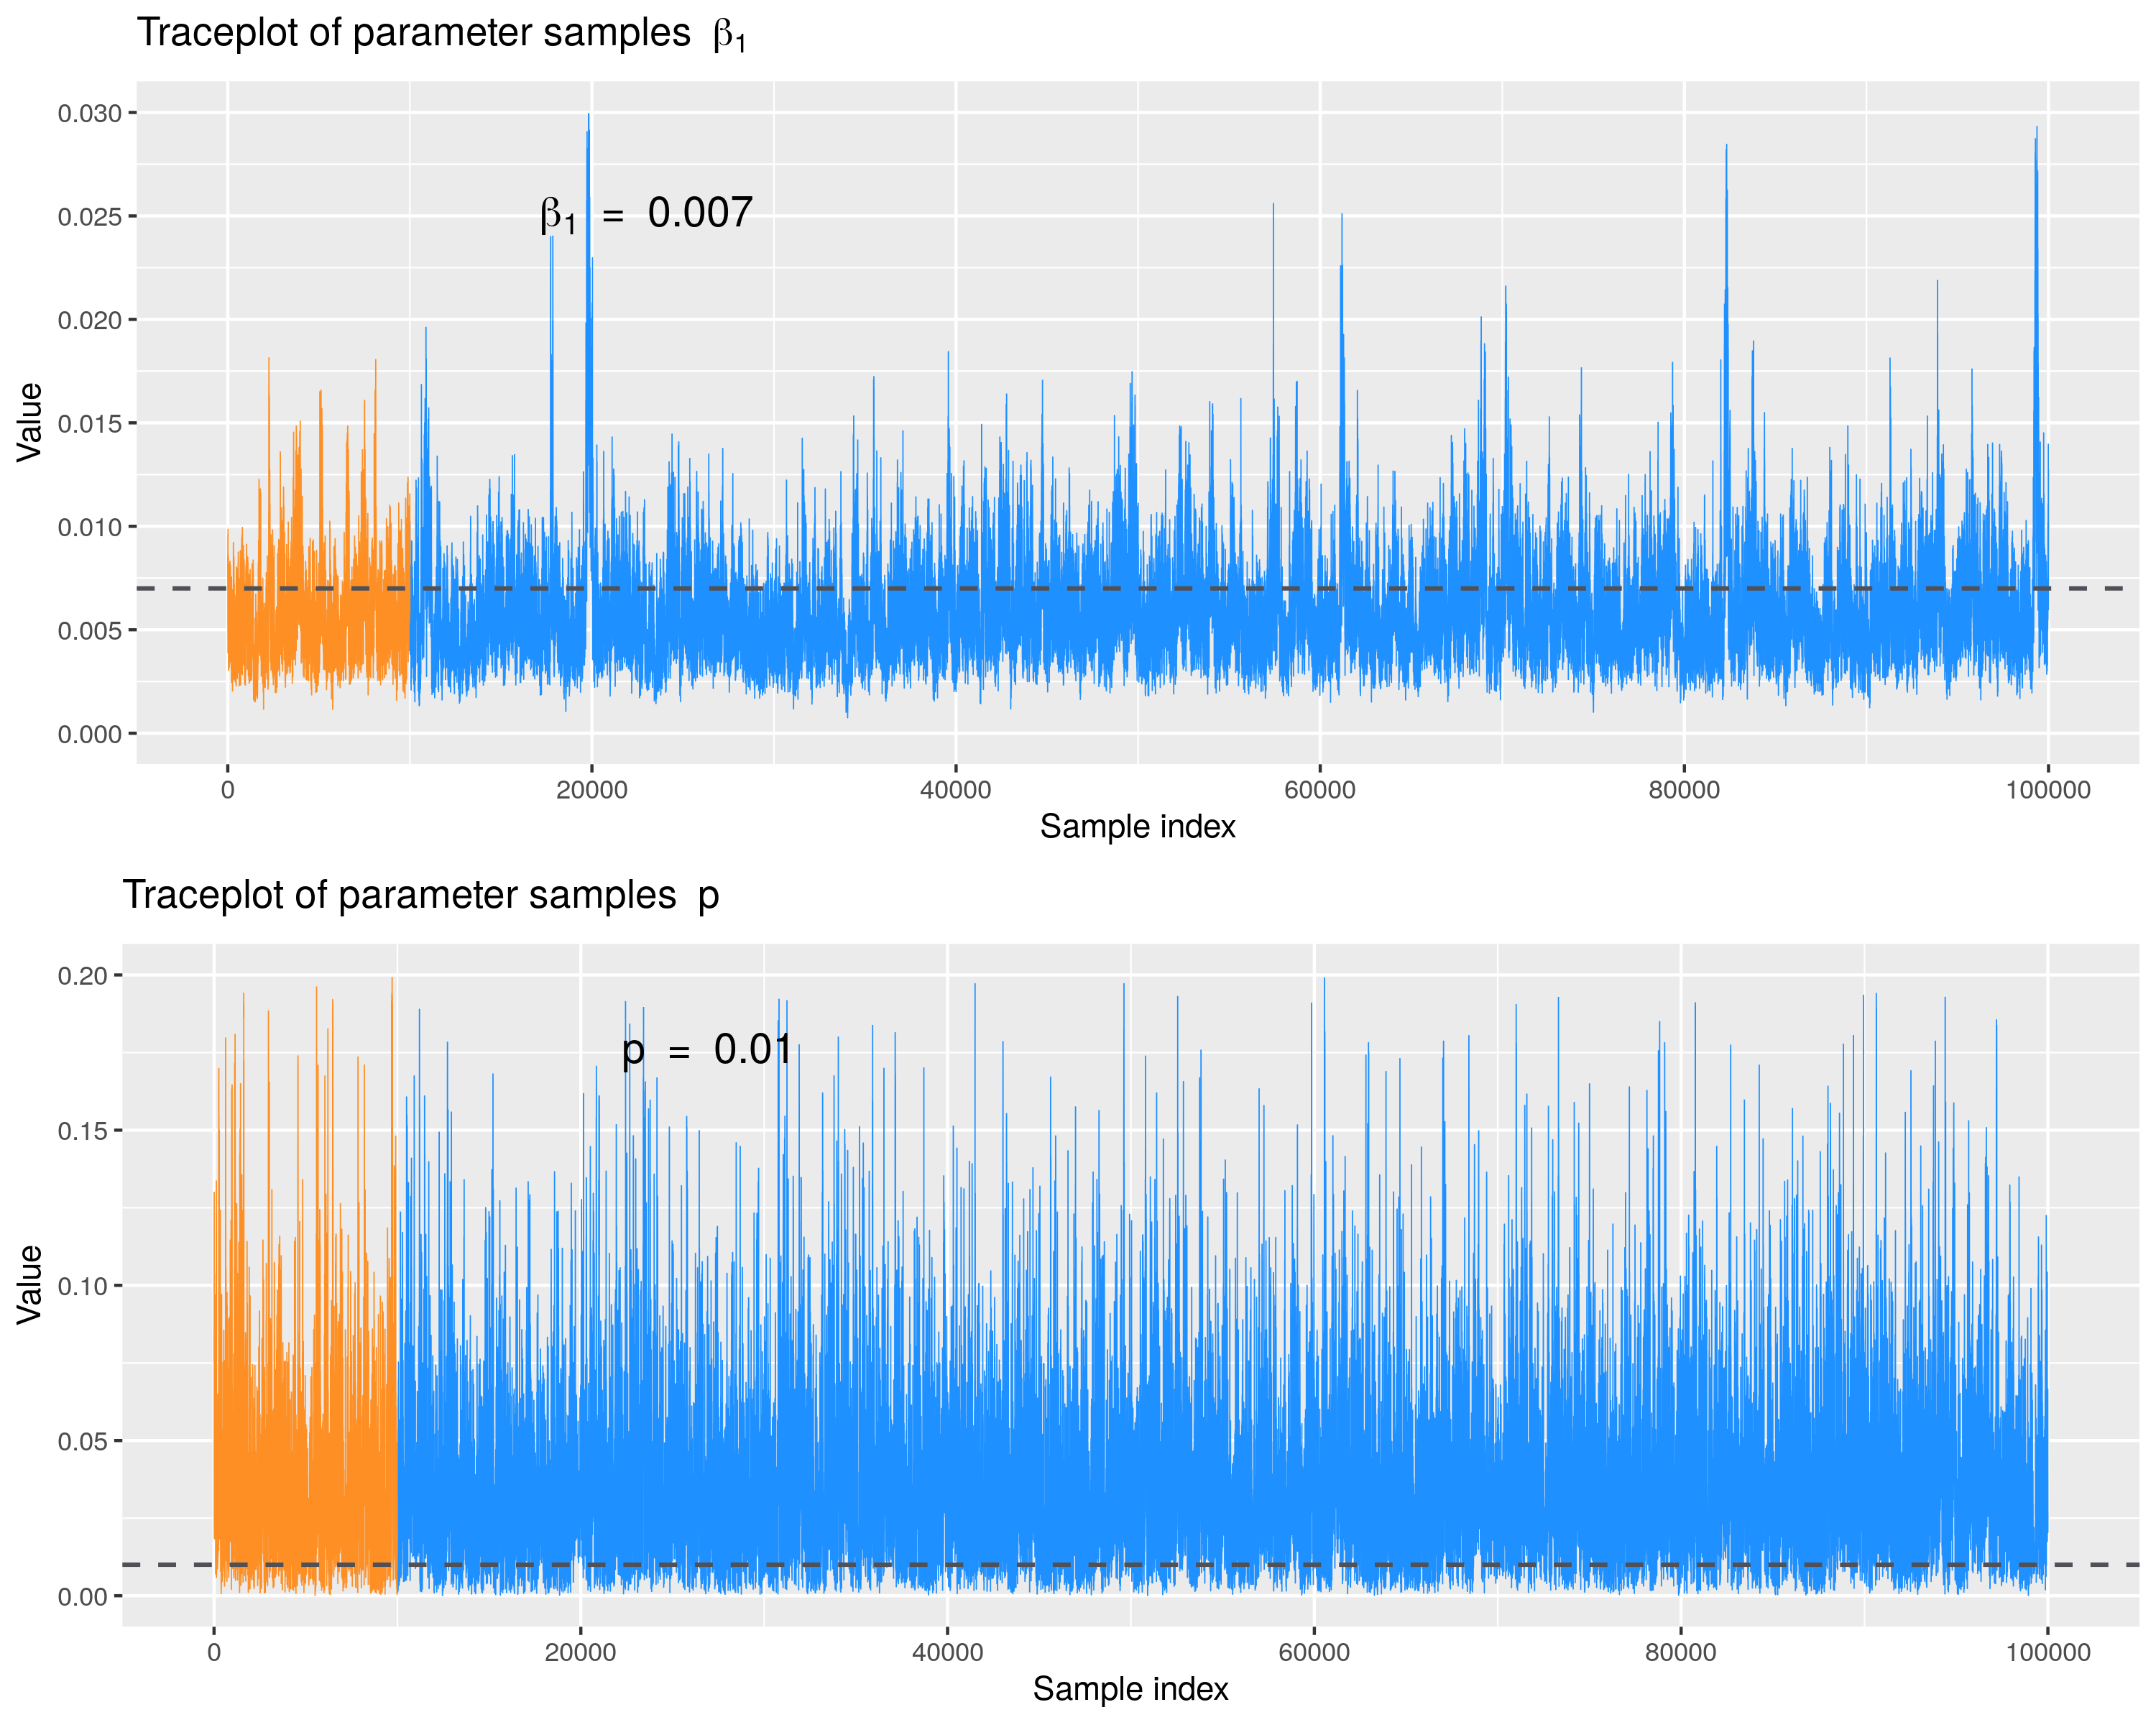 Traceplot of parameter samples β1
0.030
0.025
0.020
0.015
0.010
0.005
0.000
Value
β1 = 0.007
0 20000 40000 60000 80000 100000
Sample index
Traceplot of parameter samples p
0.20
0.15
0.10
0.05
0.00
Value
p = 0.01
0 20000 40000 60000 80000 100000
Sample index